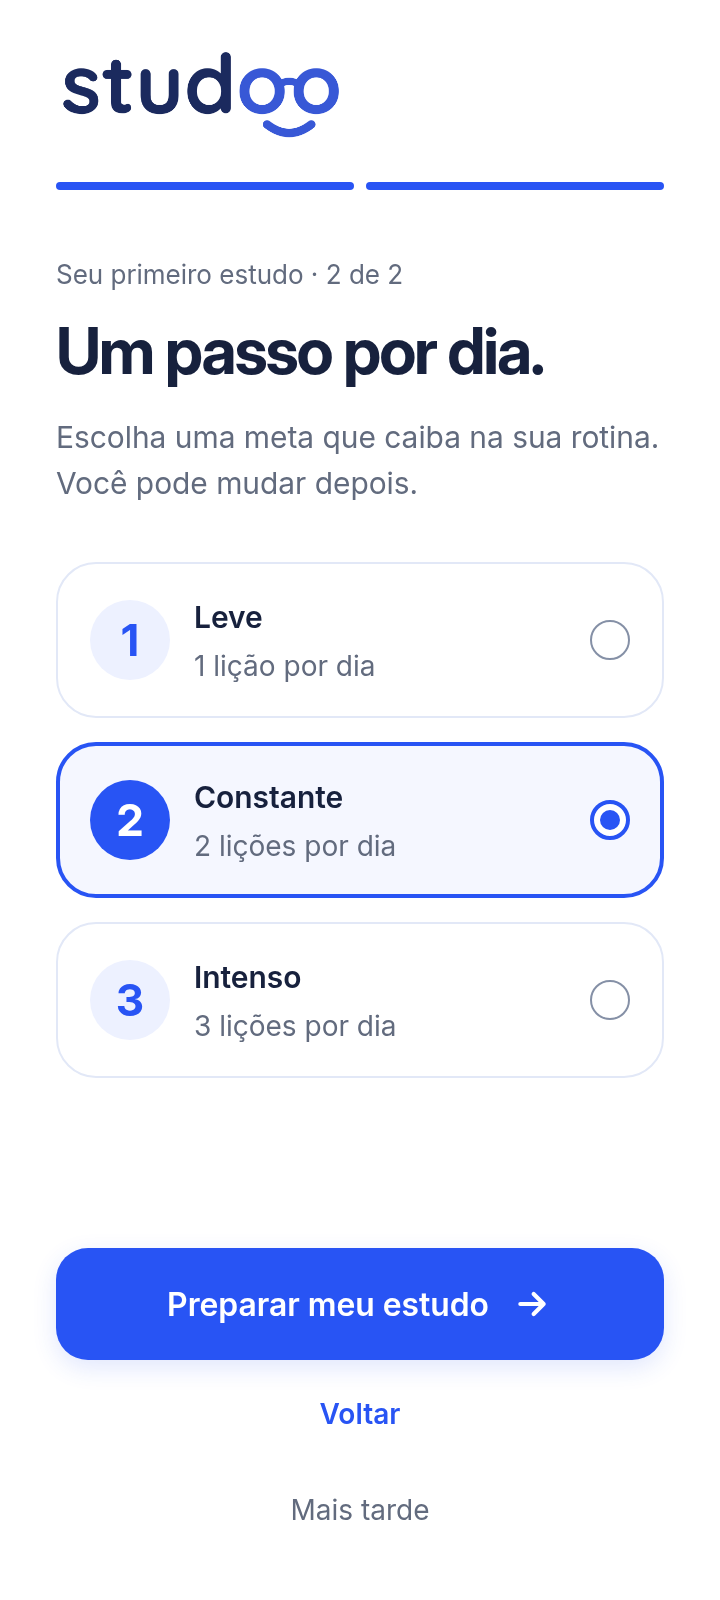 studoo
Seu primeiro estudo · 2 de 2
Um passo por dia.
Escolha uma meta que caiba na sua rotina.
Você pode mudar depois.
1
Leve
1 lição por dia
2
Constante
2 lições por dia
3
Intenso
3 lições por dia
Preparar meu estudo →
Voltar
Mais tarde